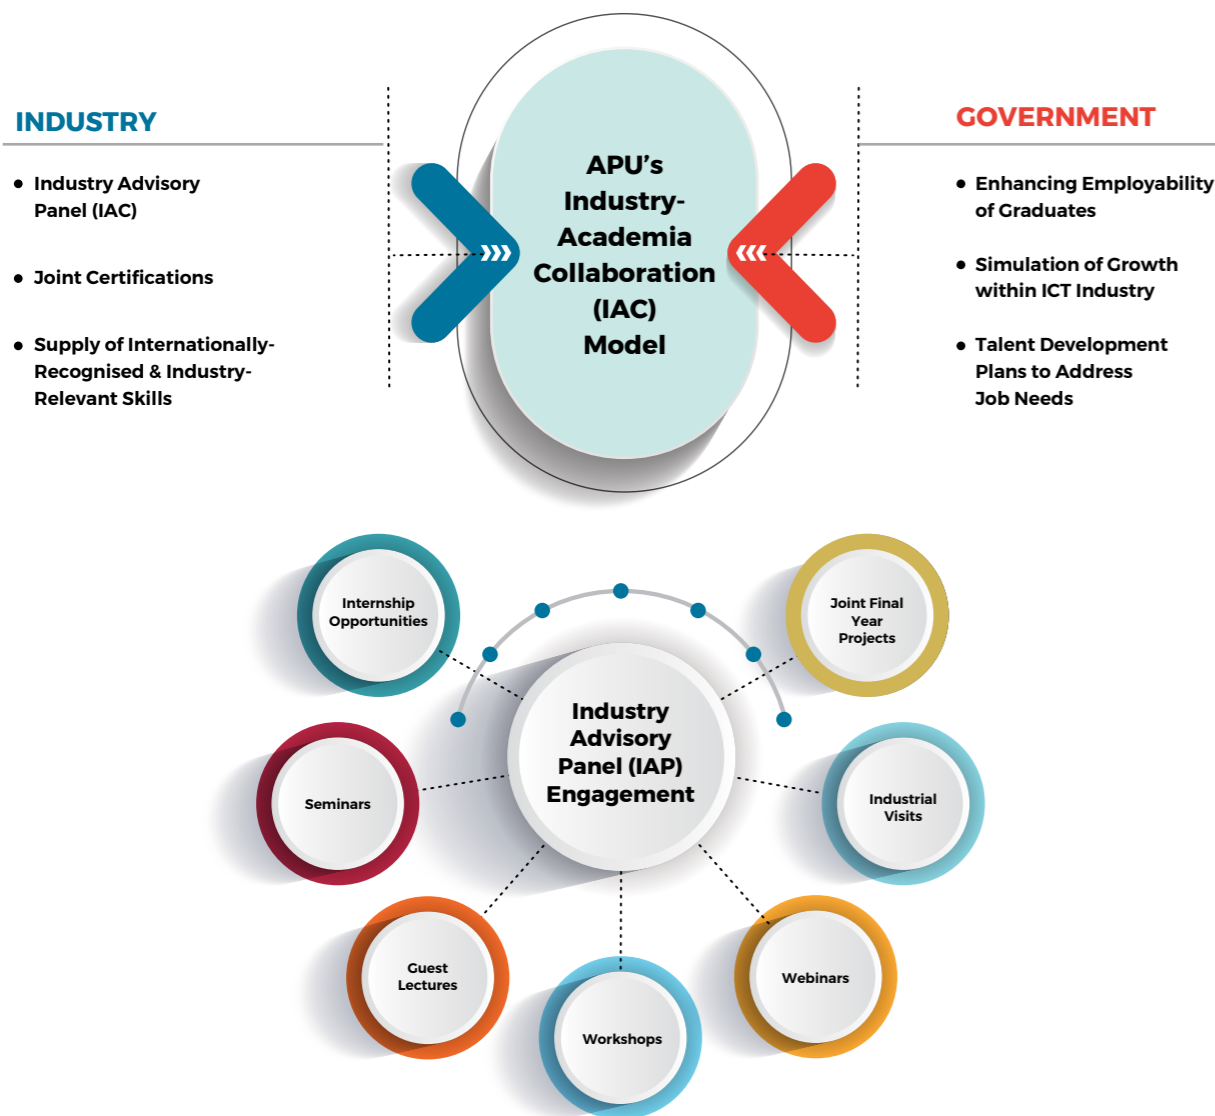 INDUSTRY
Industry Advisory
Panel (IAC)
Joint Certifications
Supply of Internationally-
Recognised & Industry-
Relevant Skills
APU’s
Industry-
Academia
Collaboration
(IAC)
Model
GOVERNMENT
Enhancing Employability
of Graduates
Simulation of Growth
within ICT Industry
Talent Development
Plans to Address
Job Needs
Internship
Opportunities
Joint Final
Year
Projects
Industry
Advisory
Panel (IAP)
Engagement
Seminars
Industrial
Visits
Guest
Lectures
Webinars
Workshops